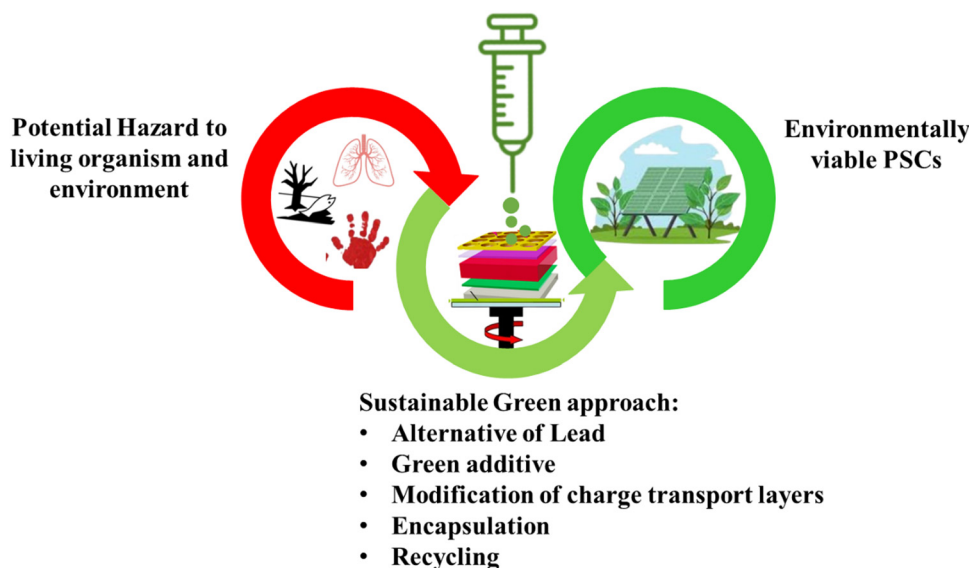 Potential Hazard to
living organism and
environment
Environmentally
viable PSCs
Sustainable Green approach:
• Alternative of Lead
• Green additive
• Modification of charge transport layers
• Encapsulation
• Recycling